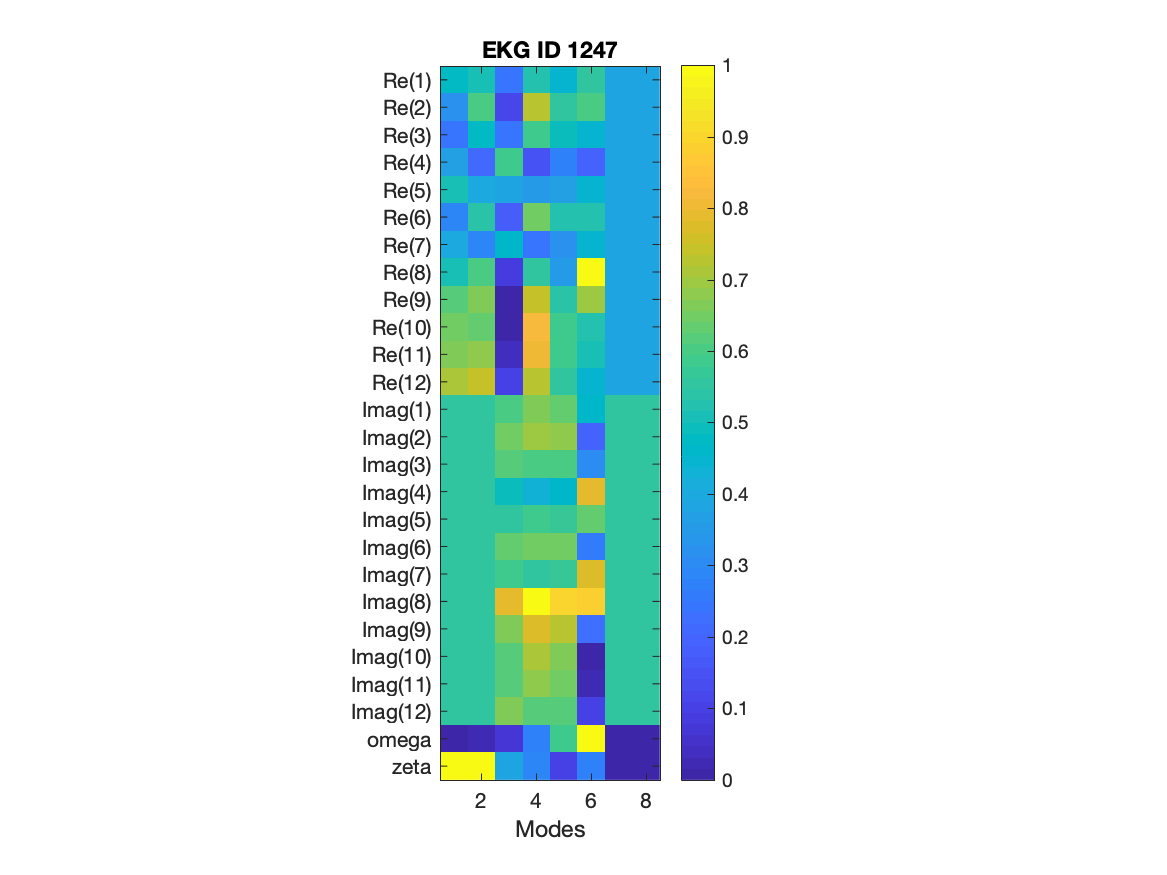 EKG ID 1247
Re(1)
Re(2)
Re(3)
Re(4)
Re(5)
Re(6)
Re(7)
Re(8)
Re(9)
Re(10)
Re(11)
Re(12)
Imag(1)
Imag(2)
Imag(3)
Imag(4)
Imag(5)
Imag(6)
Imag(7)
Imag(8)
Imag(9)
Imag(10)
Imag(11)
Imag(12)
omega
zeta
2 4 6 8
Modes
1
0.9
0.8
0.7
0.6
0.5
0.4
0.3
0.2
0.1
0